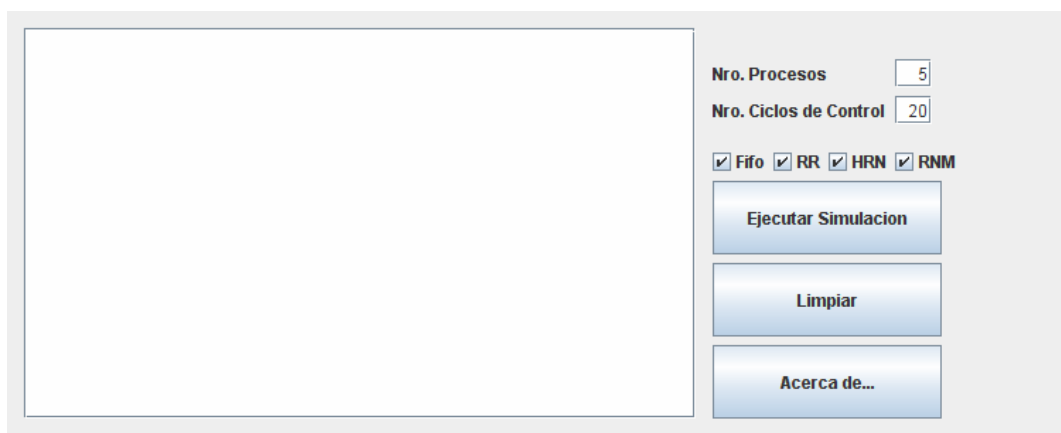 Nro. Procesos 5
Nro. Ciclos de Control 20
Fifo RR HRN RNM
Ejecutar Simulacion
Limpiar
Acerca de...